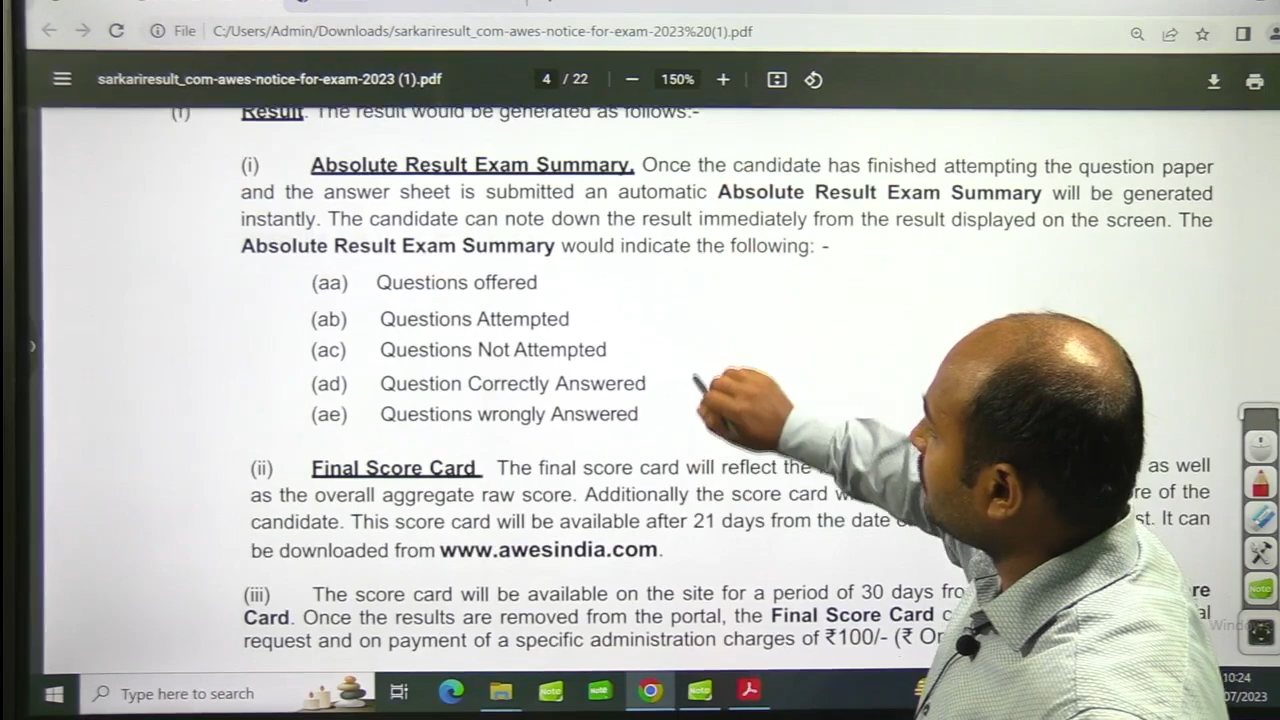 File C:/Users/Admin/Downloads/sarkariresult_com-awes-notice-for-exam-2023%20(1).pdf
sarkariresult_com-awes-notice-for-exam-2023 (1).pdf 4 / 22 150%
Result. The result would be generated as follows:-
(i) Absolute Result Exam Summary. Once the candidate has finished attempting the question paper
and the answer sheet is submitted an automatic Absolute Result Exam Summary will be generated
instantly. The candidate can note down the result immediately from the result displayed on the screen. The
Absolute Result Exam Summary would indicate the following: -
(aa) Questions offered
(ab) Questions Attempted
(ac) Questions Not Attempted
(ad) Question Correctly Answered
(ae) Questions wrongly Answered
(ii) Final Score Card The final score card will reflect the as well
as the overall aggregate raw score. Additionally the score card of the
candidate. This score card will be available after 21 days from the date It can
be downloaded from www.awesindia.com.
(iii) The score card will be available on the site for a period of 30 days
Card. Once the results are removed from the portal, the Final Score Card
request and on payment of a specific administration charges of ₹100/- (₹
Type here to search
Note
Note
Note
Note
10:24